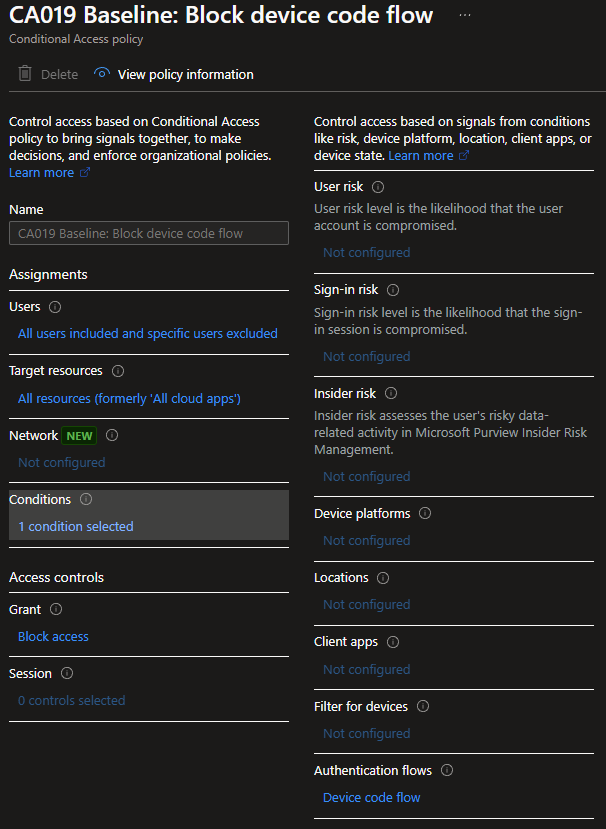 CA019 Baseline: Block device code flow ...
Conditional Access policy
Delete
View policy information
Control access based on Conditional Access
policy to bring signals together, to make
decisions, and enforce organizational policies.
Learn more
Name
CA019 Baseline: Block device code flow
Assignments
Users
All users included and specific users excluded
Target resources
All resources (formerly 'All cloud apps')
Network NEW
Not configured
Conditions
1 condition selected
Access controls
Grant
Block access
Session
0 controls selected
Control access based on signals from conditions
like risk, device platform, location, client apps, or
device state. Learn more
User risk
User risk level is the likelihood that the user
account is compromised.
Not configured
Sign-in risk
Sign-in risk level is the likelihood that the sign-
in session is compromised.
Not configured
Insider risk
Insider risk assesses the user's risky data-
related activity in Microsoft Purview Insider Risk
Management.
Not configured
Device platforms
Not configured
Locations
Not configured
Client apps
Not configured
Filter for devices
Not configured
Authentication flows
Device code flow